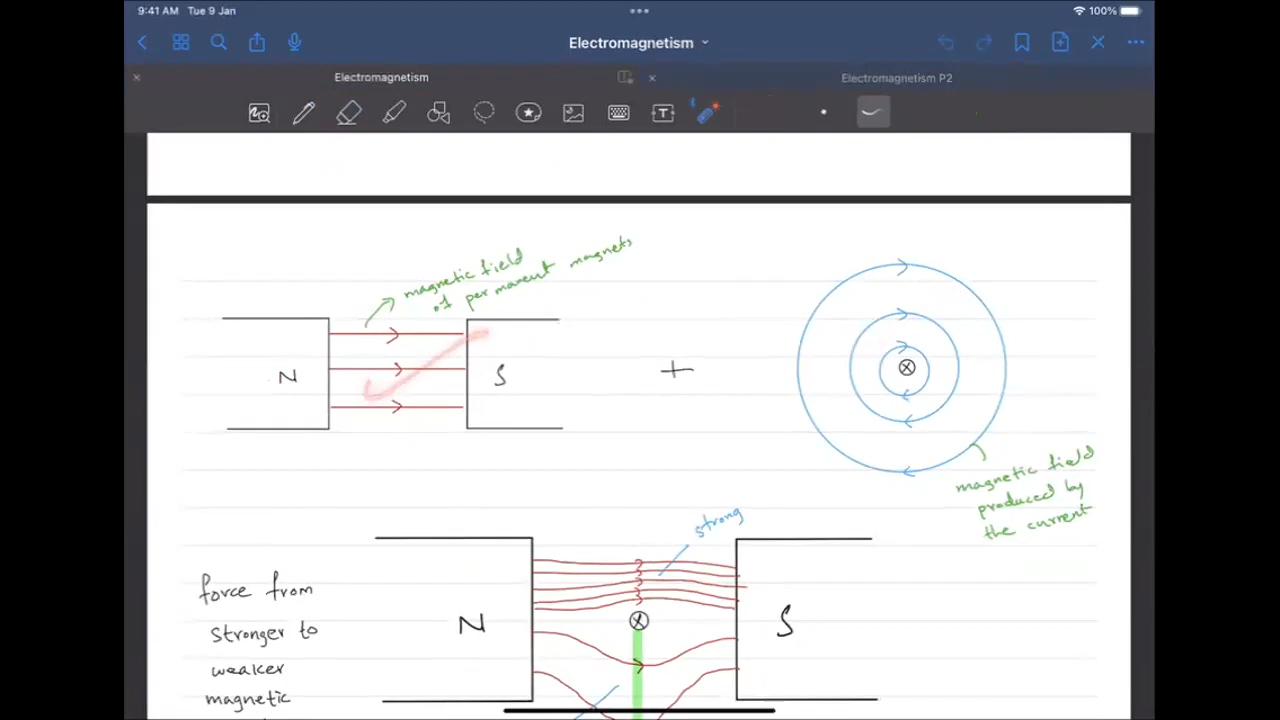 9:41 AM Tue 9 Jan
100%
Electromagnetism
Electromagnetism
Electromagnetism P2
T
magnetic field
of permanent magnets
N
S
+
magnetic field
produced by
the current
strong
force from
stronger to
weaker
magnetic
N
S